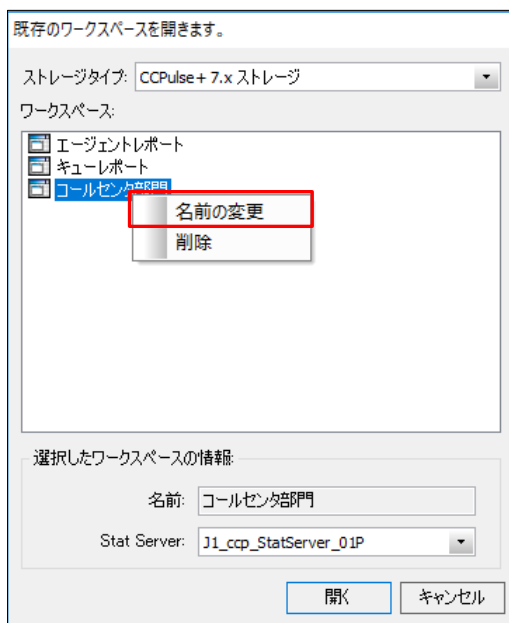 既存のワークスペースを開きます。
ストレージタイプ: CCPulse+ 7.x ストレージ
ワークスペース:
エージェントレポート
キューレポート
コールセンタ部門
名前の変更
削除
選択したワークスペースの情報:
名前: コールセンタ部門
Stat Server: J1_ccp_StatServer_01P
開く キャンセル